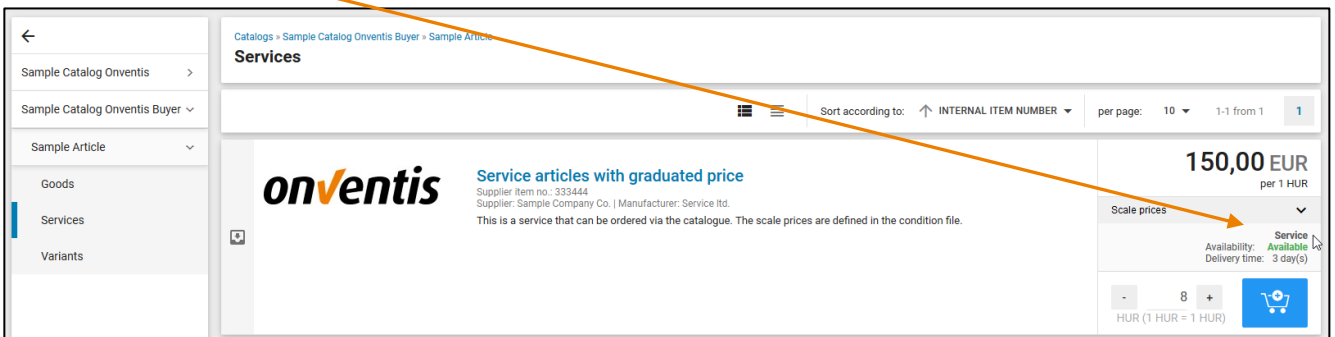 Catalogs » Sample Catalog Onventis Buyer » Sample Article
Services
Sample Catalog Onventis
Sample Catalog Onventis Buyer
Sample Article
Goods
Services
Variants
Sort according to: INTERNAL ITEM NUMBER per page: 10 1-1 from 1 1
onventis
Service articles with graduated price
Supplier item no.: 333444
Supplier: Sample Company Co. | Manufacturer: Service ltd.
This is a service that can be ordered via the catalogue. The scale prices are defined in the condition file.
150,00 EUR
per 1 HUR
Scale prices
Service
Availability: Available
Delivery time: 3 day(s)
- 8 +
HUR (1 HUR = 1 HUR)